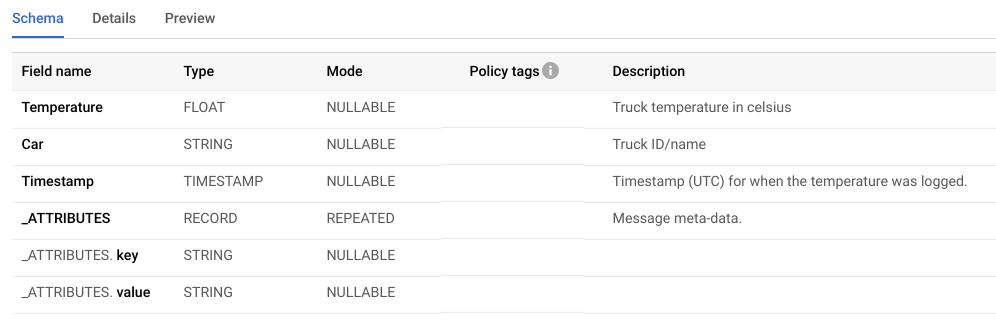 Schema Details Preview
Field name Type Mode Policy tags Description
Temperature FLOAT NULLABLE Truck temperature in celsius
Car STRING NULLABLE Truck ID/name
Timestamp TIMESTAMP NULLABLE Timestamp (UTC) for when the temperature was logged.
_ATTRIBUTES RECORD REPEATED Message meta-data.
_ATTRIBUTES. key STRING NULLABLE
_ATTRIBUTES. value STRING NULLABLE